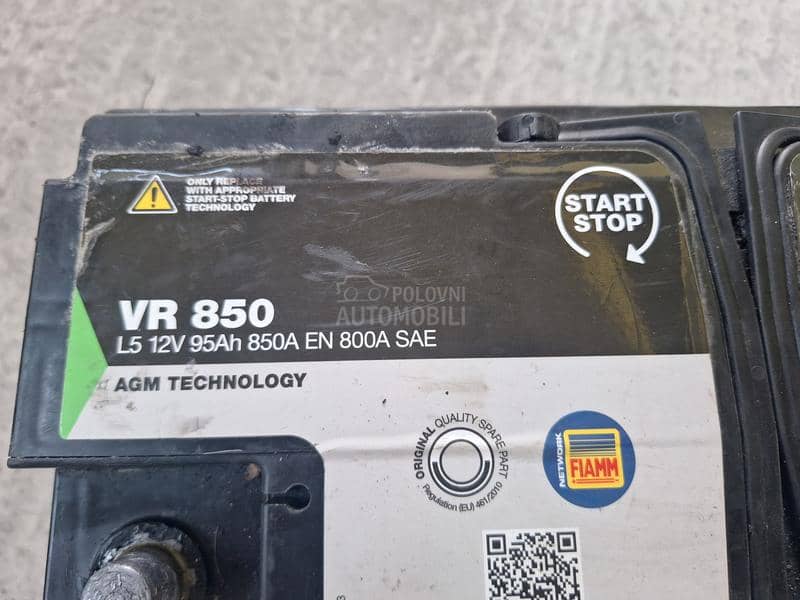 ONLY REPLACE
WITH APPROPRIATE
START-STOP BATTERY
TECHNOLOGY
START
STOP
POLOVNI
AUTOMOBILI
VR 850
L5 12V 95Ah 850A EN 800A SAE
AGM TECHNOLOGY
ORIGINAL QUALITY SPARE PART
Regulation (EU) 461/2010
NETWORK
FIAMM